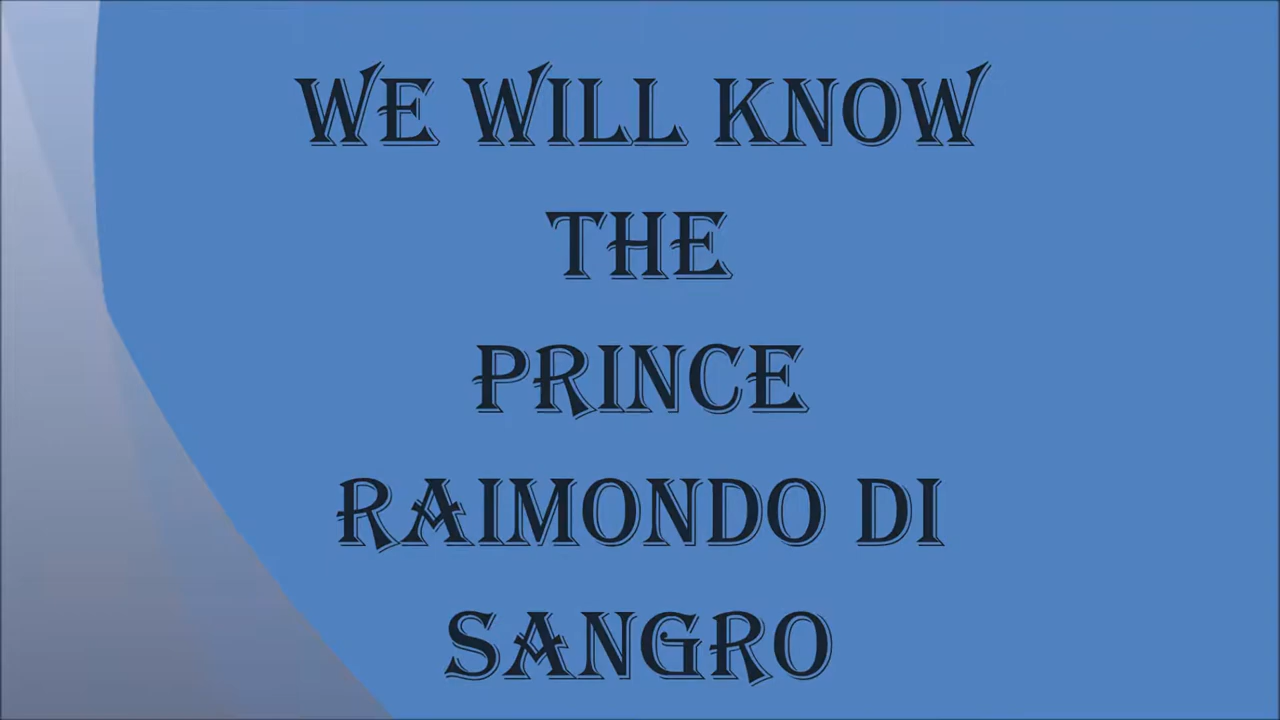 WE WILL KNOW
THE
PRINCE
RAIMONDO DI
SANGRO